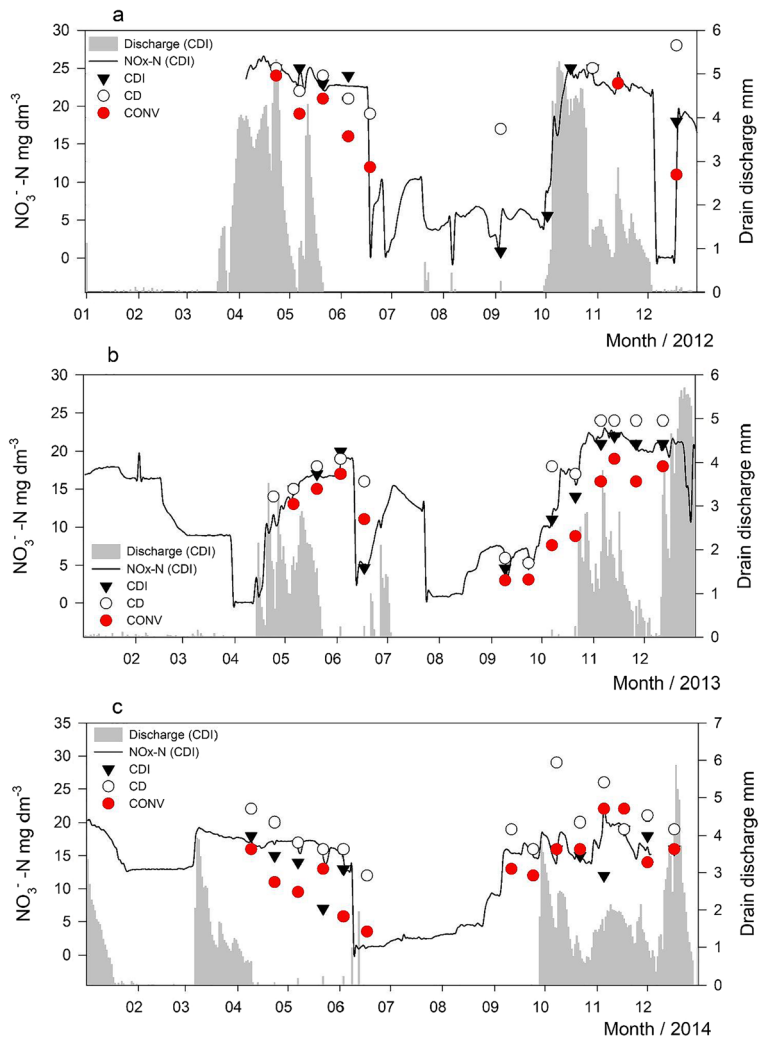 a
Discharge (CDI)
NOx-N (CDI)
CDI
CD
CONV
NO₃⁻ -N mg dm⁻³
30
25
20
15
10
5
0
6
5
4
3
2
1
0
Drain discharge mm
01 02 03 04 05 06 07 08 09 10 11 12
Month / 2012
b
NO₃⁻ -N mg dm⁻³
30
25
20
15
10
5
0
Discharge (CDI)
NOx-N (CDI)
CDI
CD
CONV
6
5
4
3
2
1
0
Drain discharge mm
02 03 04 05 06 07 08 09 10 11 12
Month / 2013
c
Discharge (CDI)
NOx-N (CDI)
CDI
CD
CONV
NO₃⁻ -N mg dm⁻³
35
30
25
20
15
10
5
0
7
6
5
4
3
2
1
0
Drain discharge mm
02 03 04 05 06 07 08 09 10 11 12
Month / 2014